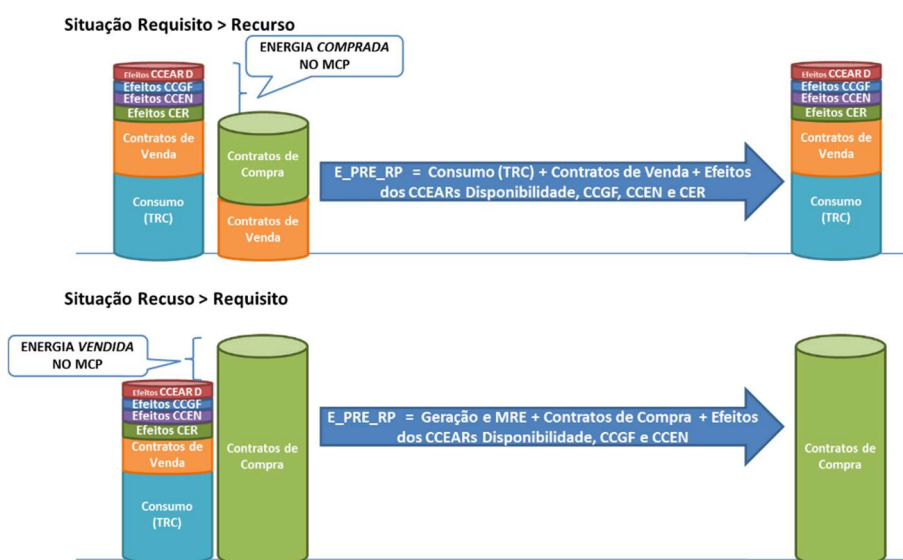 Situação Requisito > Recurso
ENERGIA COMPRADA
NO MCP
Efeitos CCEAR D
Efeitos CCGF
Efeitos CCEN
Efeitos CER
Contratos de
Venda
Consumo
(TRC)
Contratos de
Compra
Contratos de
Venda
E_PRE_RP = Consumo (TRC) + Contratos de Venda + Efeitos
dos CCEARs Disponibilidade, CCGF, CCEN e CER
Efeitos CCEAR D
Efeitos CCGF
Efeitos CCEN
Efeitos CER
Contratos de
Venda
Consumo
(TRC)
Situação Recuso > Requisito
ENERGIA VENDIDA
NO MCP
Efeitos CCEAR D
Efeitos CCGF
Efeitos CCEN
Efeitos CER
Contratos de
Venda
Consumo
(TRC)
Contratos de
Compra
E_PRE_RP = Geração e MRE + Contratos de Compra + Efeitos
dos CCEARs Disponibilidade, CCGF e CCEN
Contratos de
Compra